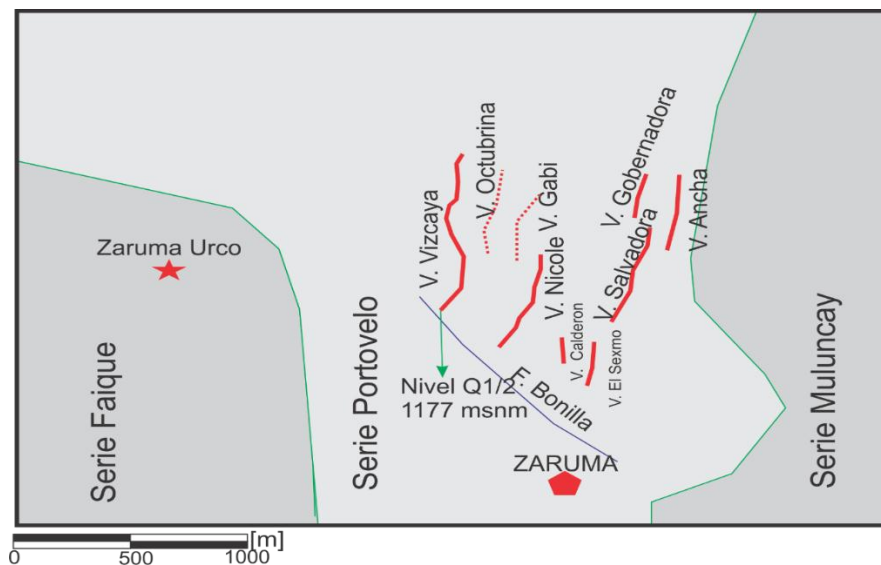 V. Gobernadora
V. Octubrina
V. Gabi
V. Ancha
V. Vizcaya
Zaruma Urco
V. Nicole
V. Salvadora
V. Calderon
V. El Sexmo
Nivel Q1/2
1177 msnm
F. Bonilla
Serie Faique
Serie Portovelo
Serie Muluncay
ZARUMA
[m]
0 500 1000